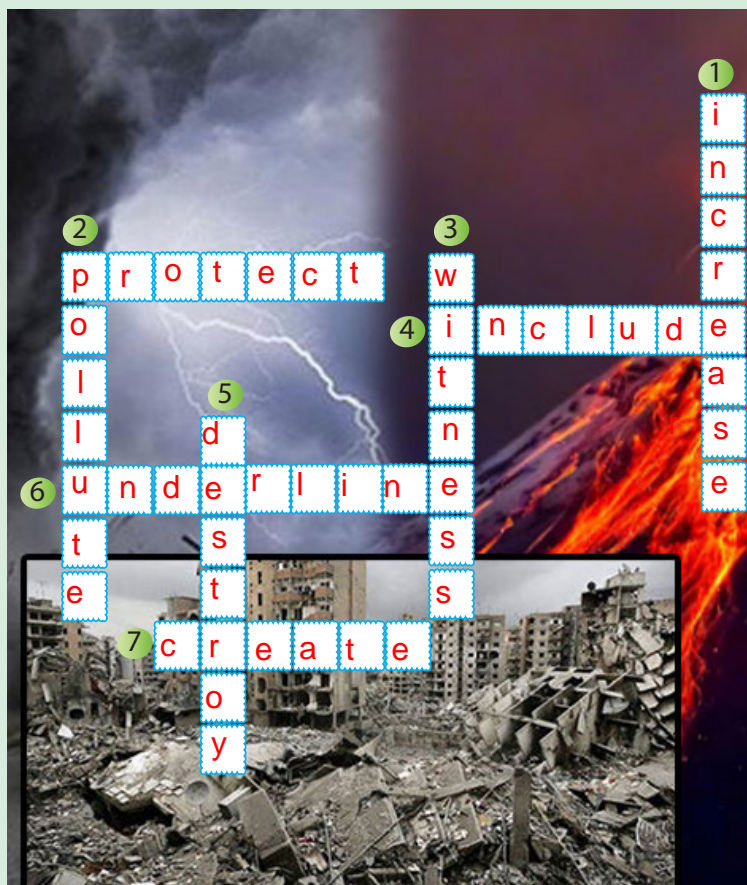 1
increase
2
protect
pollute
3
witness
4
include
5
destroy
6
underline
7
create